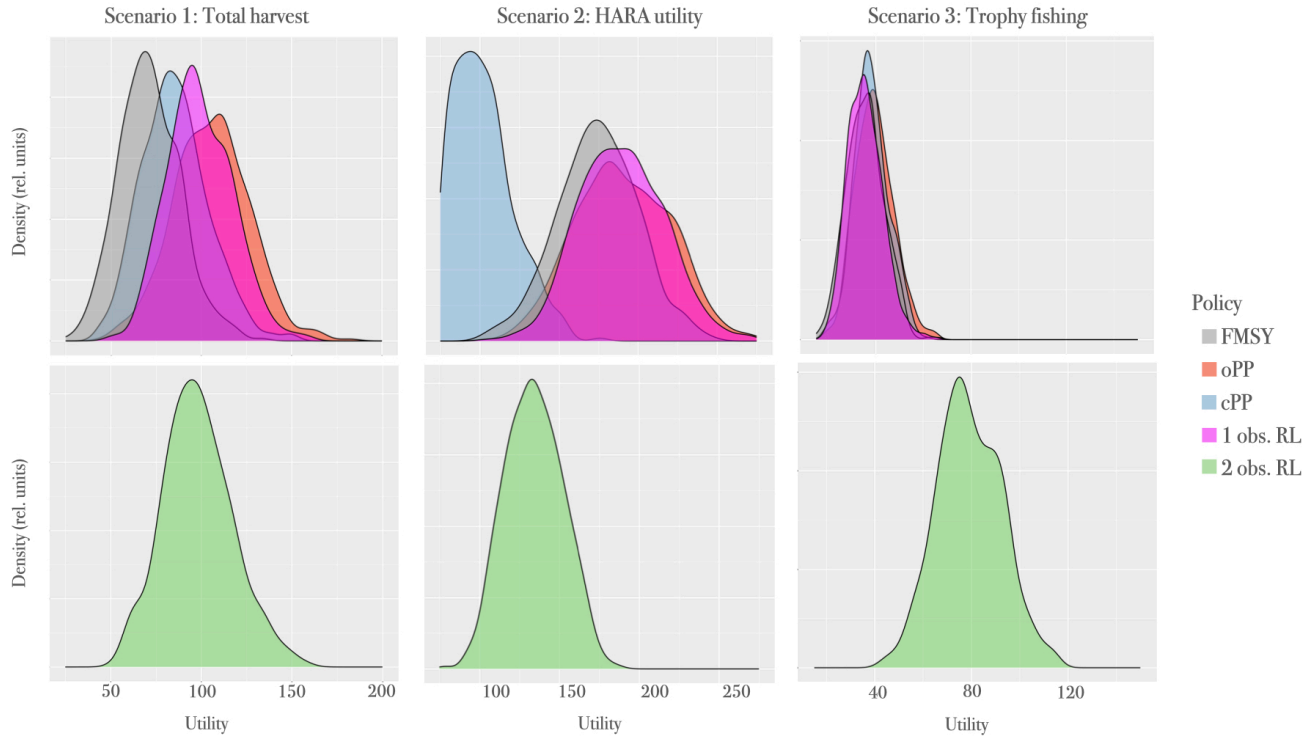 Scenario 1: Total harvest
Scenario 2: HARA utility
Scenario 3: Trophy fishing
Density (rel. units)
Density (rel. units)
Policy
FMSY
oPP
cPP
1 obs. RL
2 obs. RL
50 100 150 200
100 150 200 250
40 80 120
Utility
Utility
Utility